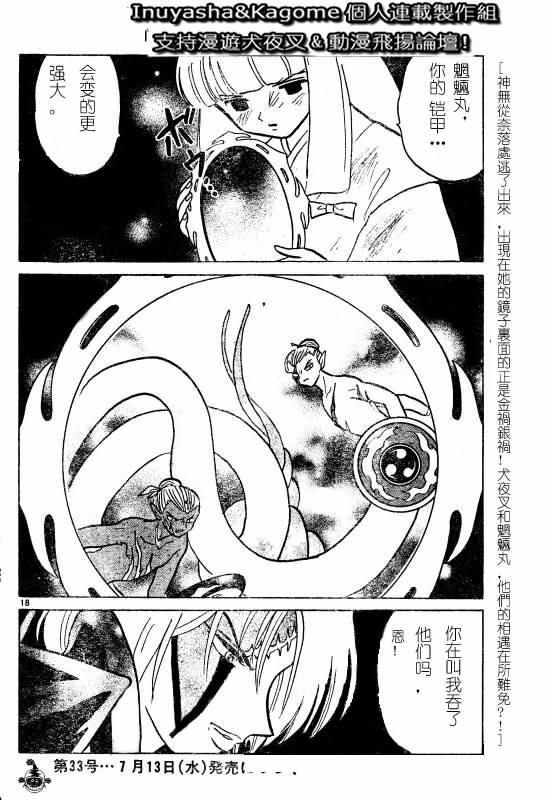 Inuyasha&Kagome 個人連載製作組
支持漫遊犬夜叉＆動漫飛揚論壇!
[神無從奈落處逃了出來,出現在她的鏡子裏面的正是金禍銀禍!犬夜叉和魍魎丸,他們的相遇在所難免?!]
魍魎丸,
你的 铠甲…
会变的更
强大。
ボゥ
18
你在叫我吞了
他们吗,
恩!
第33号…7月13日(水)発売